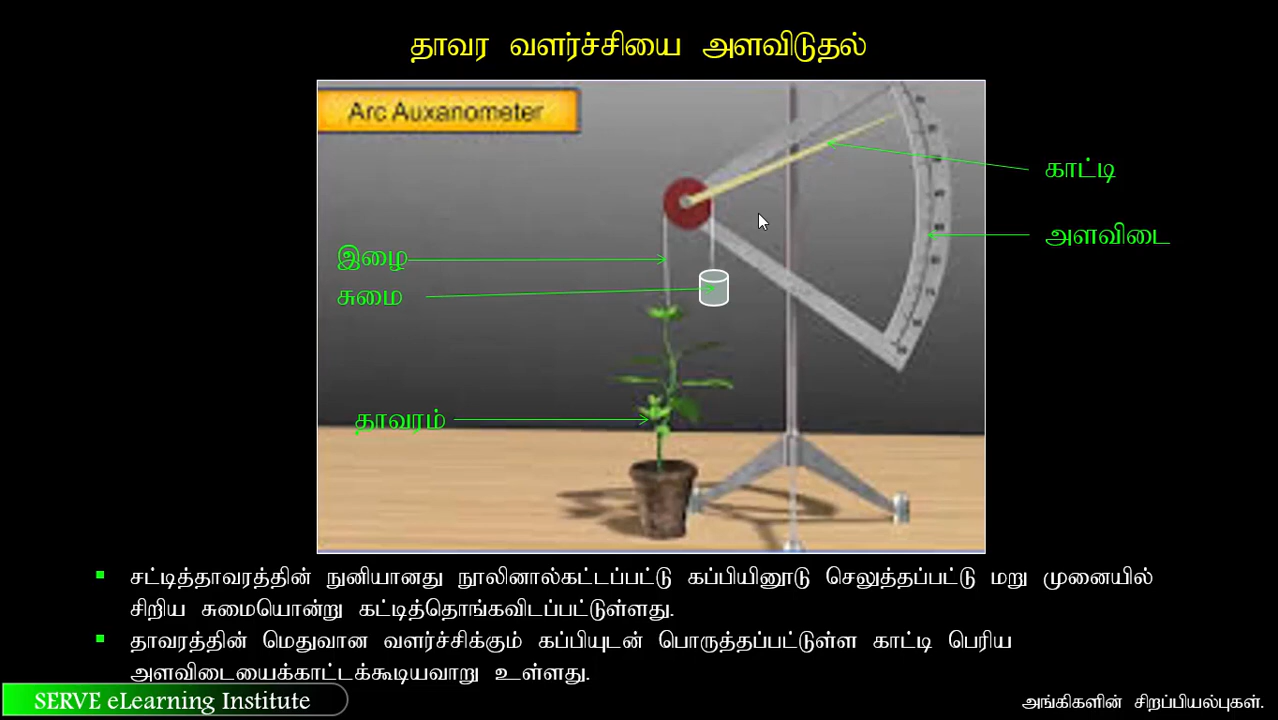 தாவர வளர்ச்சியை அளவிடுதல்
Arc Auxanometer
காட்டி
அளவிடை
இழை
சுமை
தாவரம்
சட்டித்தாவரத்தின் நுனியானது நூலினால்கட்டப்பட்டு கப்பியினூடு செலுத்தப்பட்டு மறு முனையில்
சிறிய சுமையொன்று கட்டித்தொங்கவிடப்பட்டுள்ளது.
தாவரத்தின் மெதுவான வளர்ச்சிக்கும் கப்பியுடன் பொருத்தப்பட்டுள்ள காட்டி பெரிய
அளவிடையைக்காட்டக்கூடியவாறு உள்ளது.
SERVE eLearning Institute
அங்கிகளின் சிறப்பியல்புகள்.